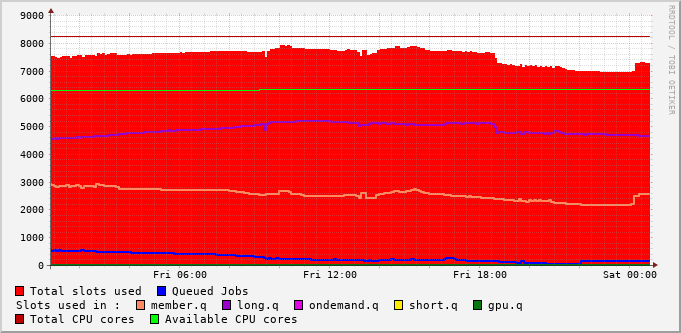 9000
8000
7000
6000
5000
4000
3000
2000
1000
0
Fri 06:00 Fri 12:00 Fri 18:00 Sat 00:00
RRDTOOL / TOBI OETIKER
Total slots used Queued Jobs
Slots used in : member.q long.q ondemand.q short.q gpu.q
Total CPU cores Available CPU cores